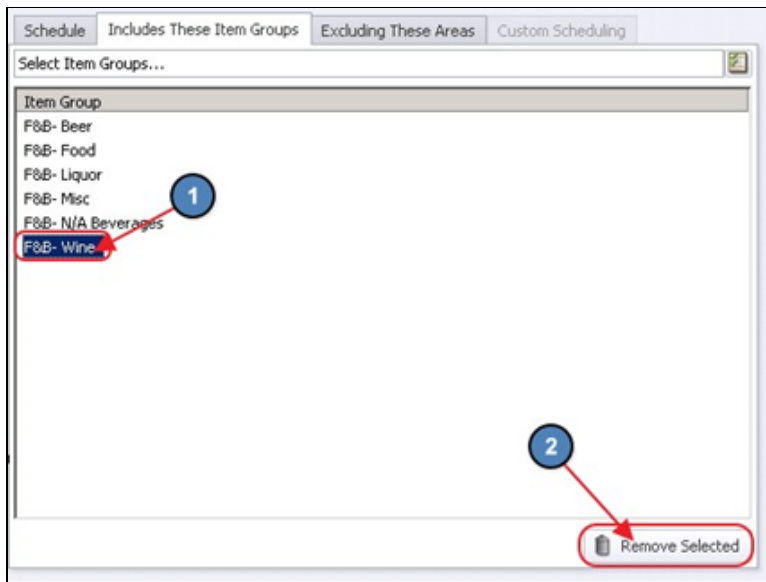 Schedule Includes These Item Groups Excluding These Areas Custom Scheduling
Select Item Groups...
Item Group
F&B- Beer
F&B- Food
F&B- Liquor
F&B- Misc
1
F&B- N/A Beverages
F&B- Wine
2
Remove Selected